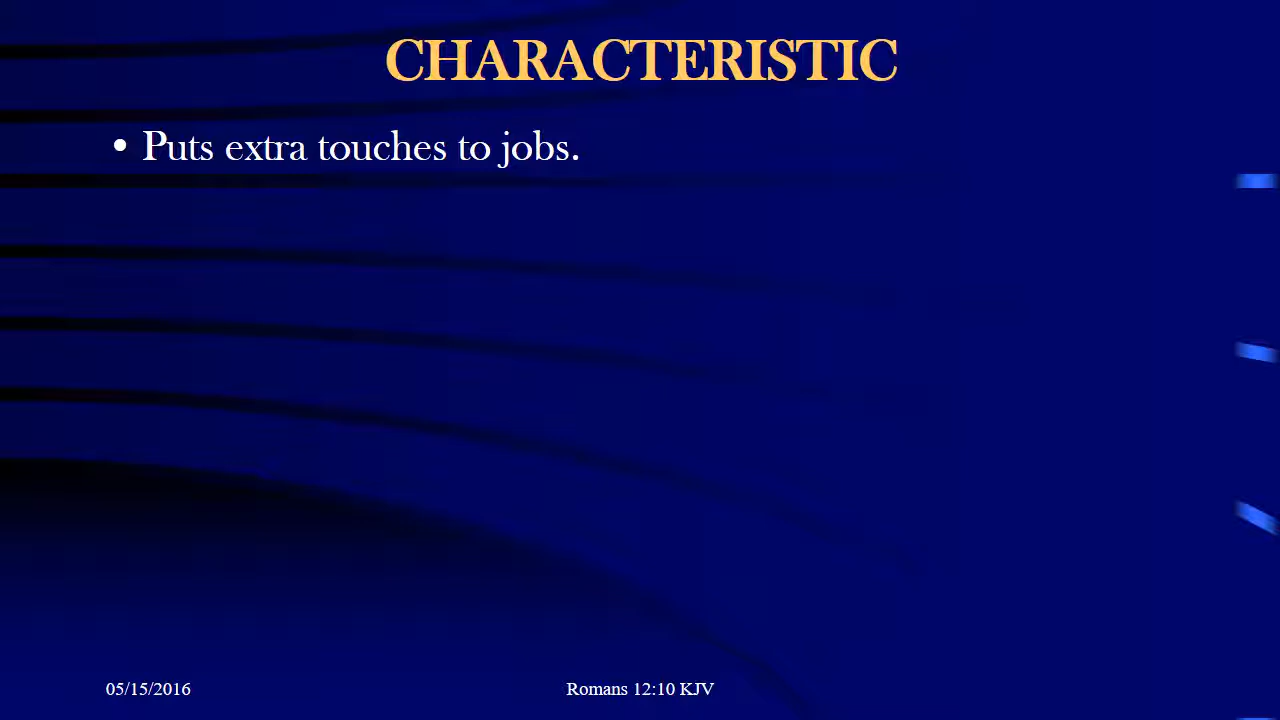 CHARACTERISTIC
• Puts extra touches to jobs.
05/15/2016
Romans 12:10 KJV